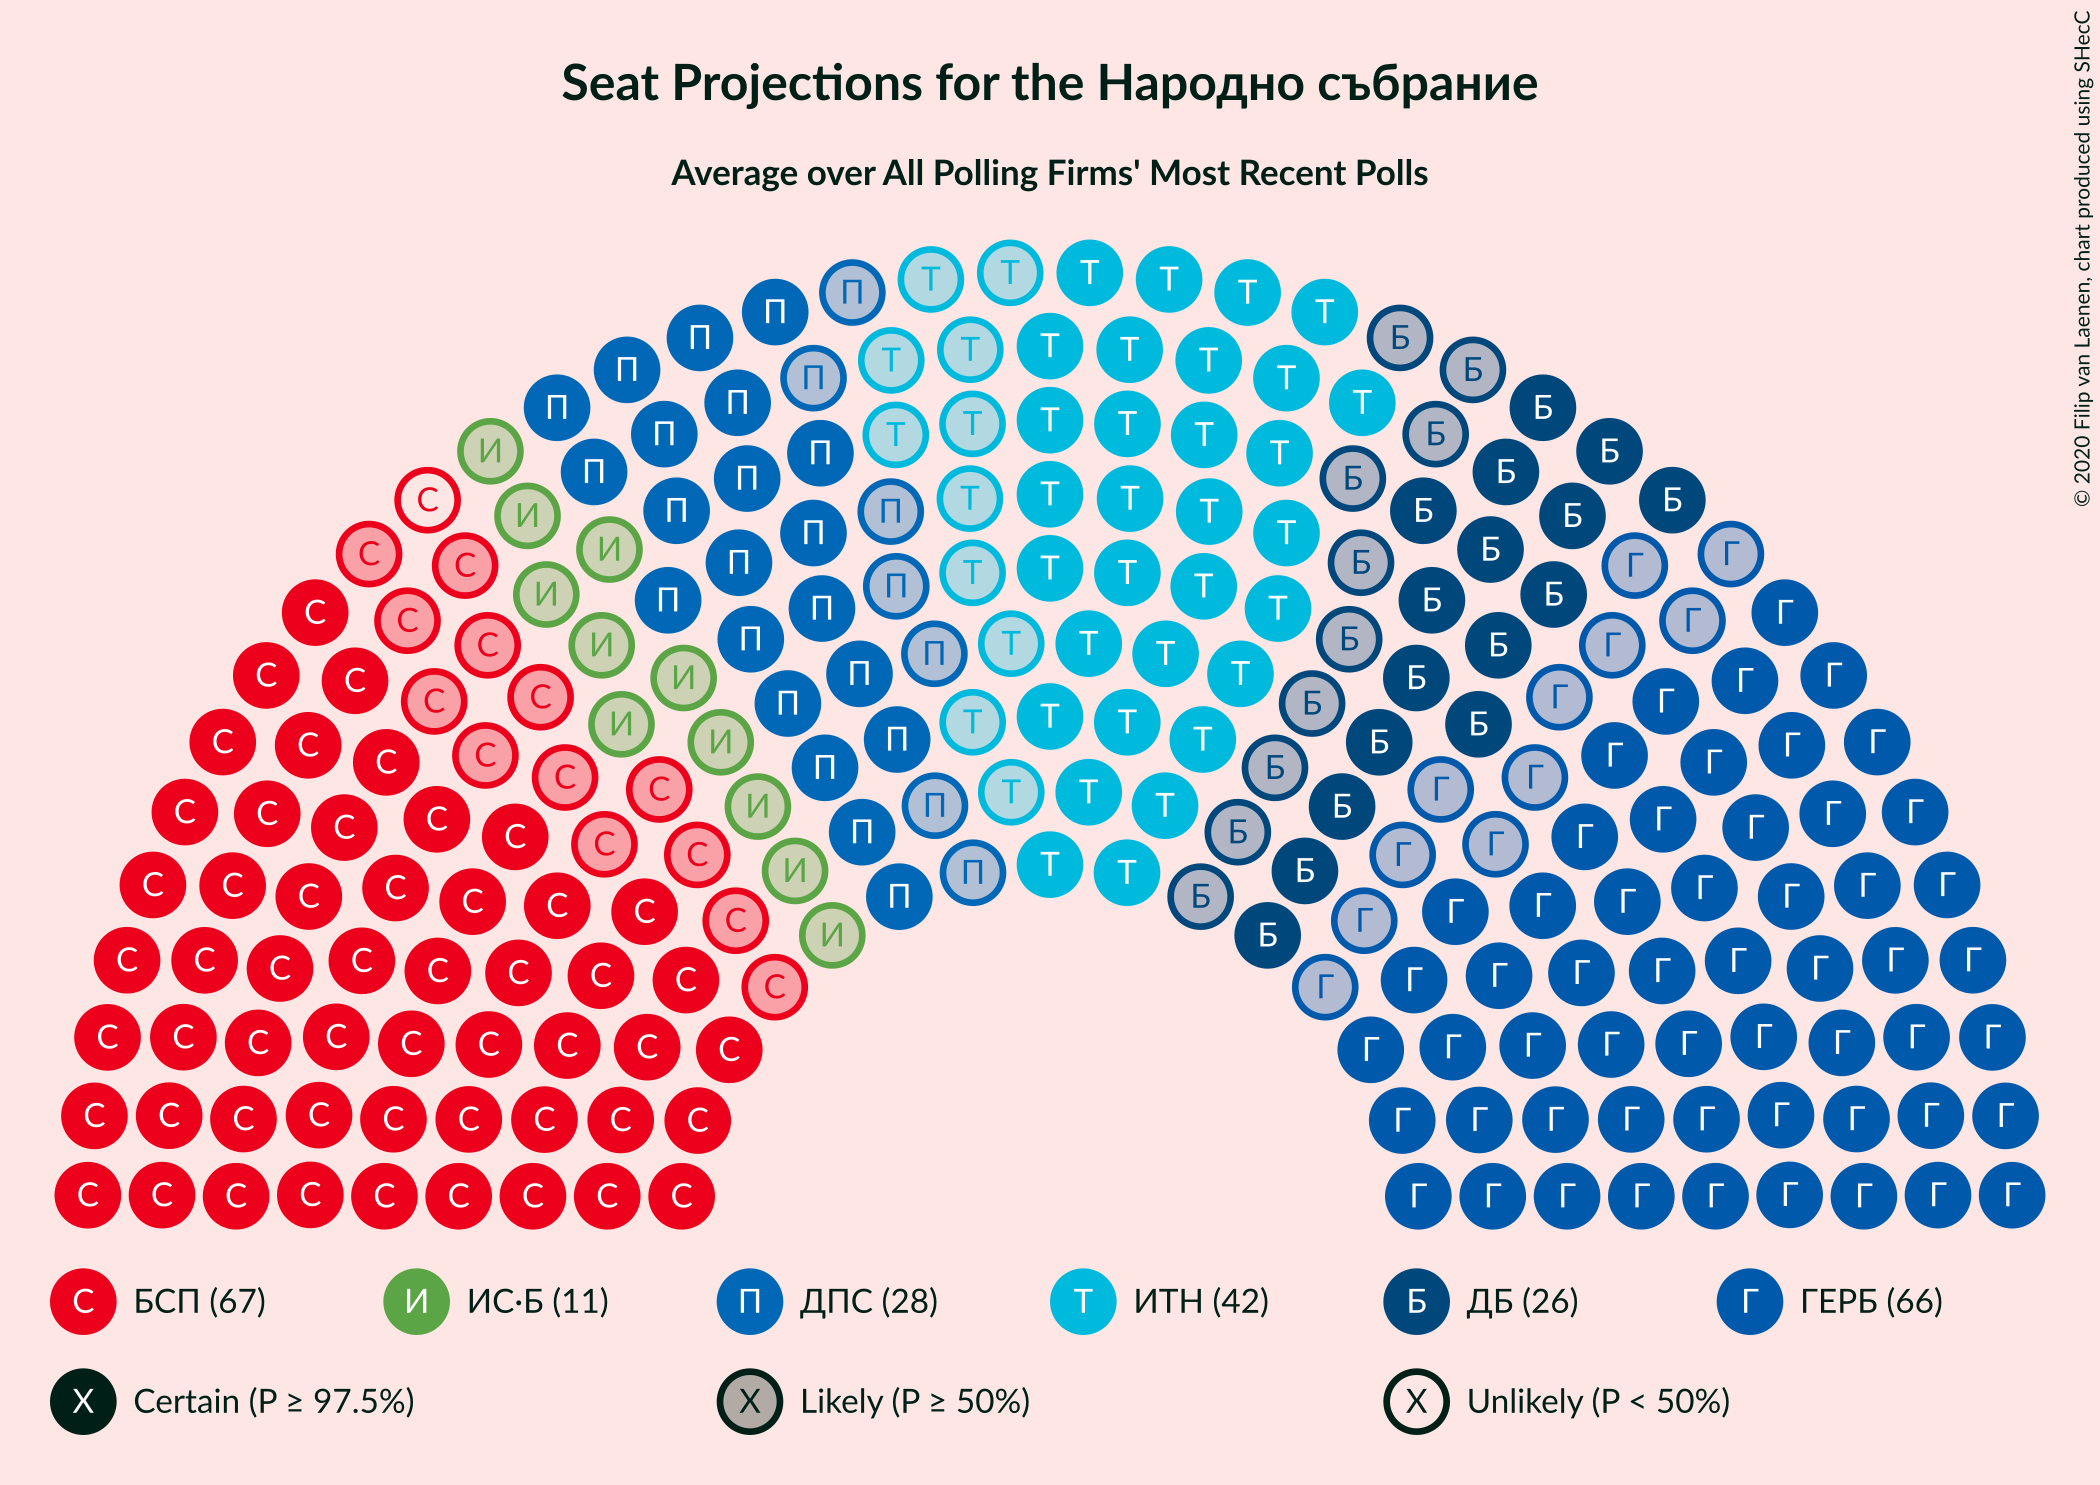 Seat Projections for the Народно събрание
Average over All Polling Firms' Most Recent Polls
© 2020 Filip van Laenen, chart produced using SHecC
С БСП (67) И ИС·Б (11) П ДПС (28) Т ИТН (42) Б ДБ (26) Г ГЕРБ (66)
X Certain (P ≥ 97.5%) X Likely (P ≥ 50%) X Unlikely (P < 50%)